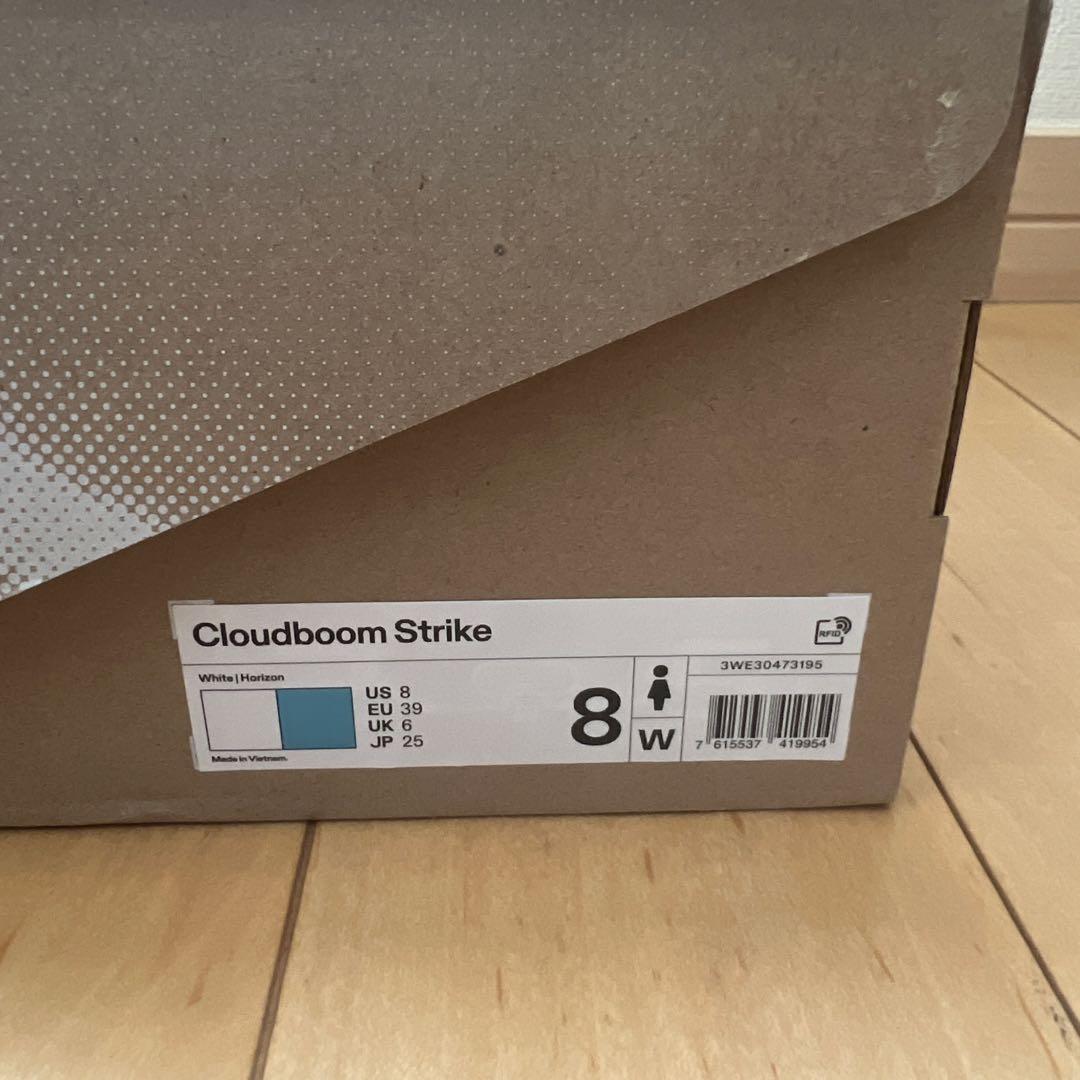 Cloudboom Strike
RFID
White | Horizon
US 8
EU 39
UK 6
JP 25
Made in Vietnam.
8
W
3WE30473195
7 615537 419954